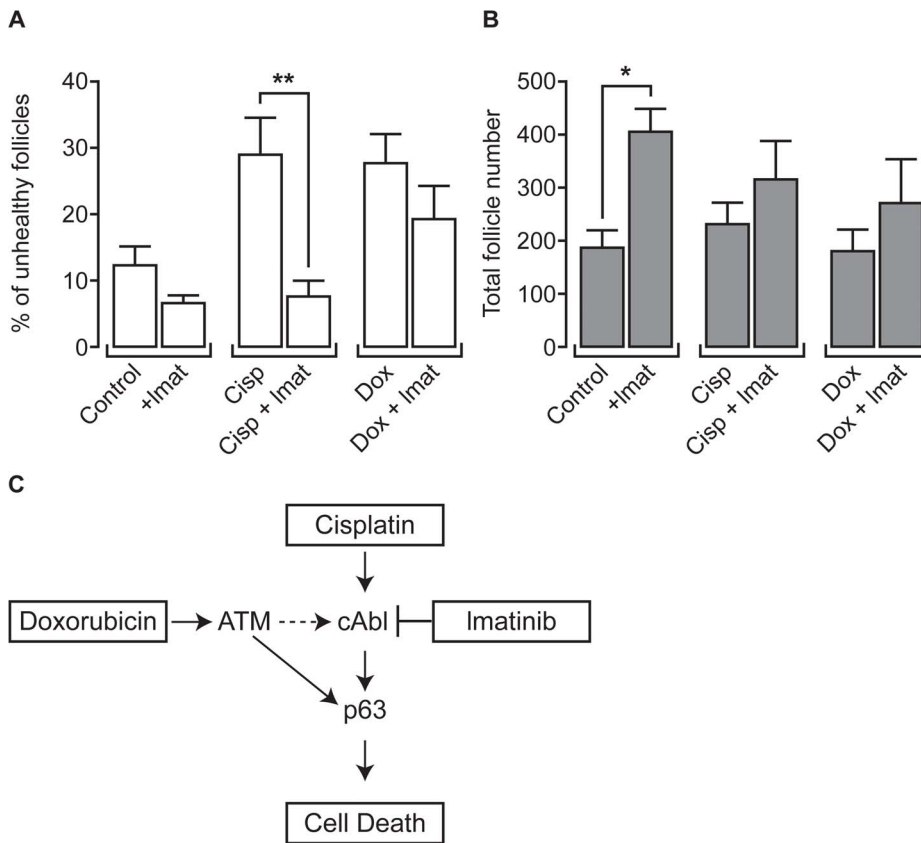 A
% of unhealthy follicles
40
30
20
10
0
**
Control
+Imat
Cisp
Cisp + Imat
Dox
Dox + Imat
B
Total follicle number
500
400
300
200
100
0
*
Control
+Imat
Cisp
Cisp + Imat
Dox
Dox + Imat
C
Cisplatin
Doxorubicin ATM cAbl Imatinib
p63
Cell Death